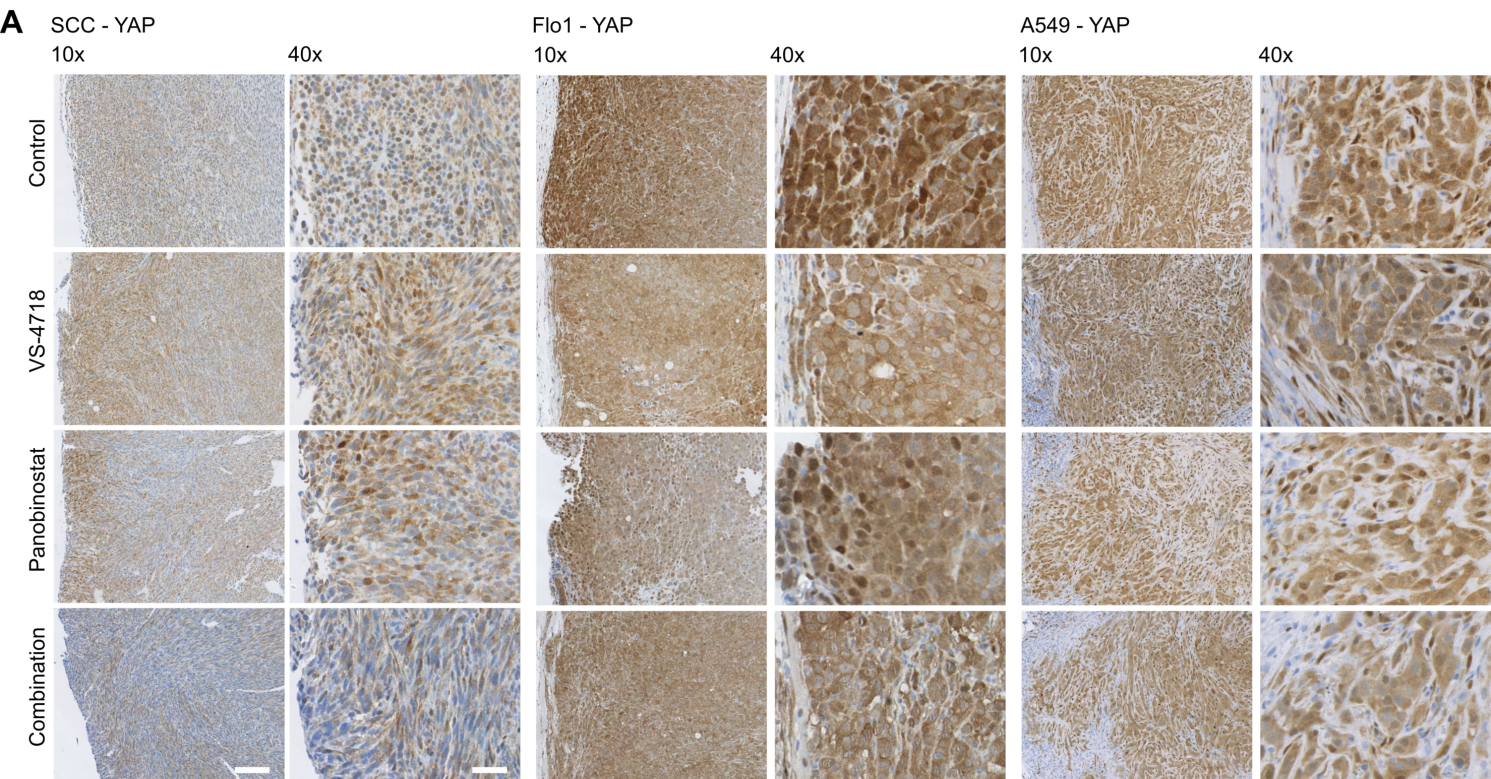 A
SCC - YAP
Flo1 - YAP
A549 - YAP
10x
40x
10x
40x
10x
40x
Control
VS-4718
Panobinostat
Combination